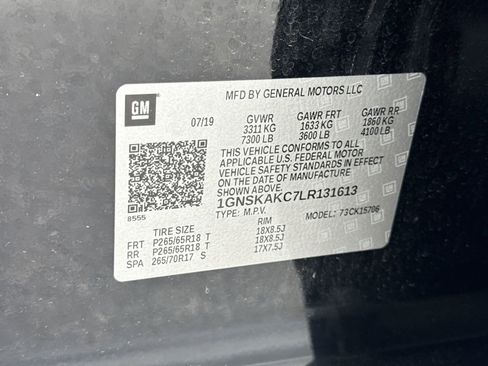 GM
MFD BY GENERAL MOTORS LLC
07/19 GVWR GAWR FRT GAWR RR
3311 KG 1633 KG 1860 KG
7300 LB 3600 LB 4100 LB
THIS VEHICLE CONFORMS TO ALL APPLICABLE
U.S. FEDERAL MOTOR
VEHICLE SAFETY STANDARDS IN EFFECT
ON THE DATE OF MANUFACTURE
SHOWN ABOVE.
1GNSKAKC7LR131613
TYPE: M.P.V. MODEL: 73CK15706
8555
TIRE SIZE RIM
FRT P265/65R18 T 18X8.5J
RR P265/65R18 T 18X8.5J
SPA 265/70R17 S 17X7.5J